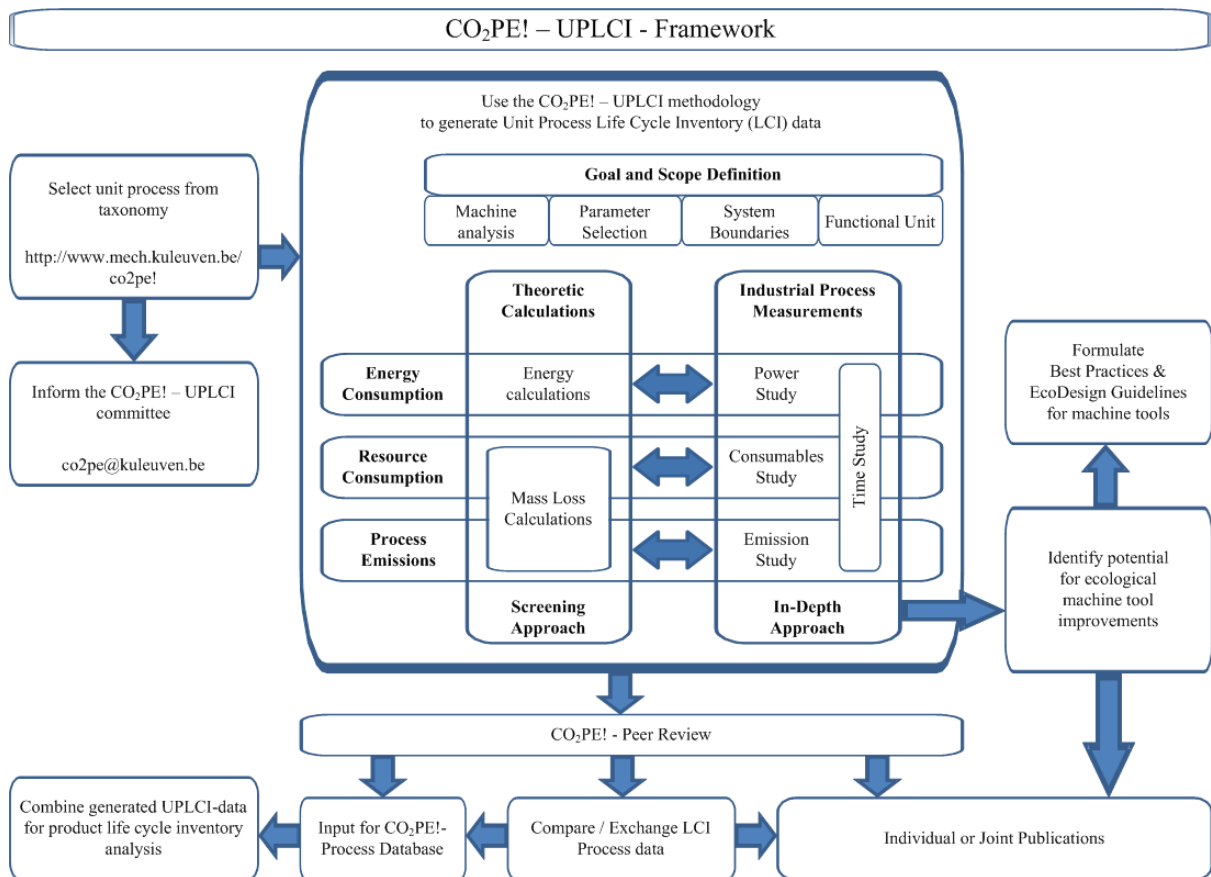 CO₂PE! – UPLCI - Framework
Use the CO₂PE! – UPLCI methodology
to generate Unit Process Life Cycle Inventory (LCI) data
Select unit process from
taxonomy
http://www.mech.kuleuven.be/
co2pe!
Inform the CO₂PE! – UPLCI
committee
co2pe@kuleuven.be
Goal and Scope Definition
Machine
analysis
Parameter
Selection
System
Boundaries
Functional Unit
Theoretic
Calculations
Industrial Process
Measurements
Energy
Consumption
Energy
calculations
Power
Study
Resource
Consumption
Mass Loss
Calculations
Consumables
Study
Process
Emissions
Emission
Study
Time Study
Screening
Approach
In-Depth
Approach
Formulate
Best Practices &
EcoDesign Guidelines
for machine tools
Identify potential
for ecological
machine tool
improvements
CO₂PE! - Peer Review
Combine generated UPLCI-data
for product life cycle inventory
analysis
Input for CO₂PE!-
Process Database
Compare / Exchange LCI
Process data
Individual or Joint Publications